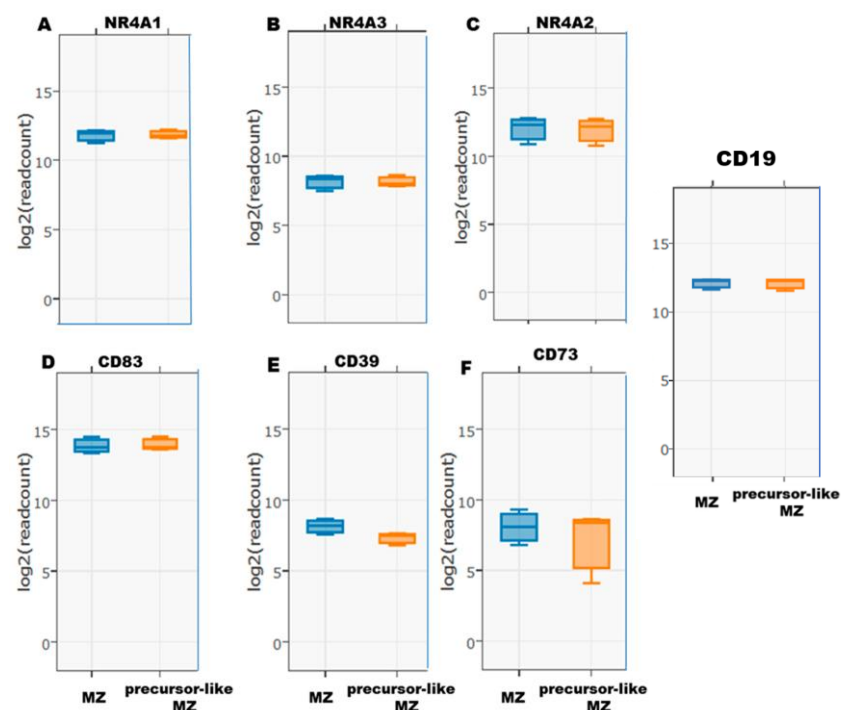 A NR4A1
log2(readcount)
15
10
5
0
B NR4A3
log2(readcount)
15
10
5
0
C NR4A2
log2(readcount)
15
10
5
0
CD19
15
10
5
0
MZ
precursor-like
MZ
D CD83
log2(readcount)
15
10
5
0
MZ
precursor-like
MZ
E CD39
log2(readcount)
15
10
5
0
MZ
precursor-like
MZ
F CD73
log2(readcount)
15
10
5
0
MZ
precursor-like
MZ